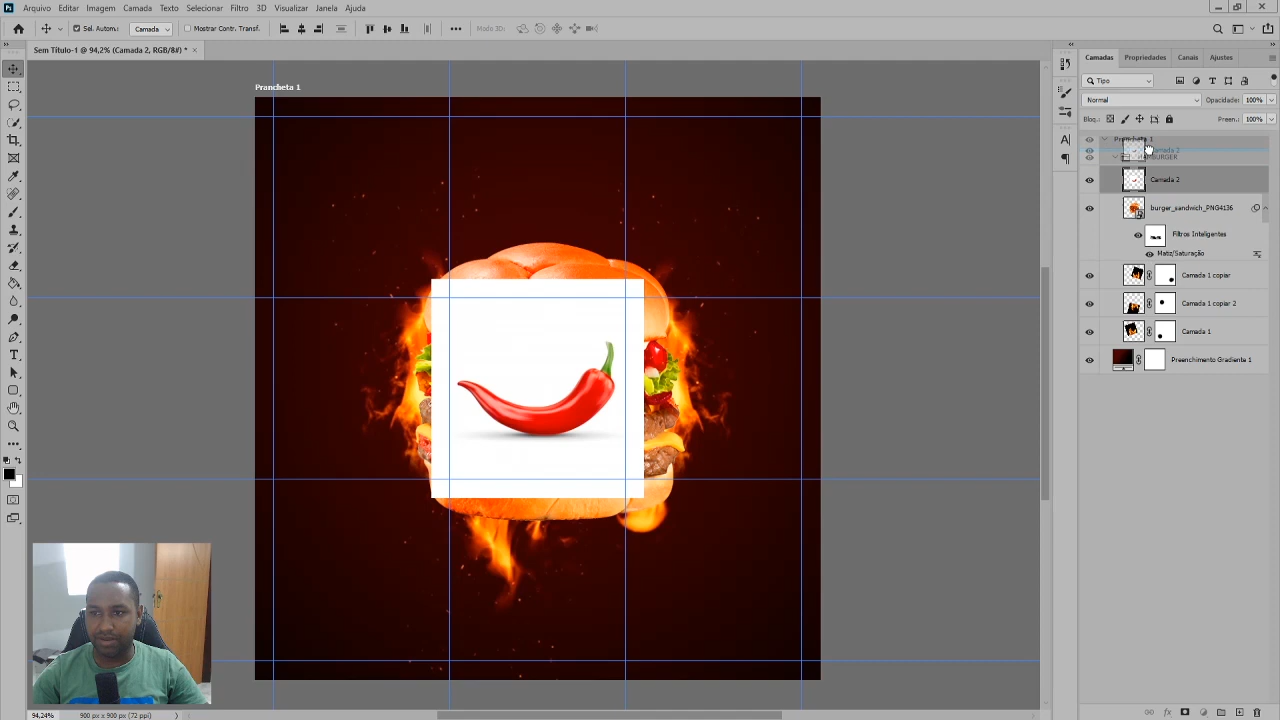 Arquivo Editar Imagem Camada Texto Selecionar Filtro 3D Visualizar Janela Ajuda
Sel. Autom.: Camada Mostrar Contr. Transf. Modo 3D:
Sem Título-1 @ 94,2% (Camada 2, RGB/8#) *
Camadas Propriedades Canais Ajustes
Tipo
Normal Opacidade: 100%
Bloq.: Preen.: 100%
Prancheta 1
Prancheta 1
Camada 2
Camada 2
burger_sandwich_PNG4136
Filtros Inteligentes
Matiz/Saturação
Camada 1 copiar
Camada 1 copiar 2
Camada 1
Preenchimento Gradiente 1
94,24% 900 px x 900 px (72 ppi)